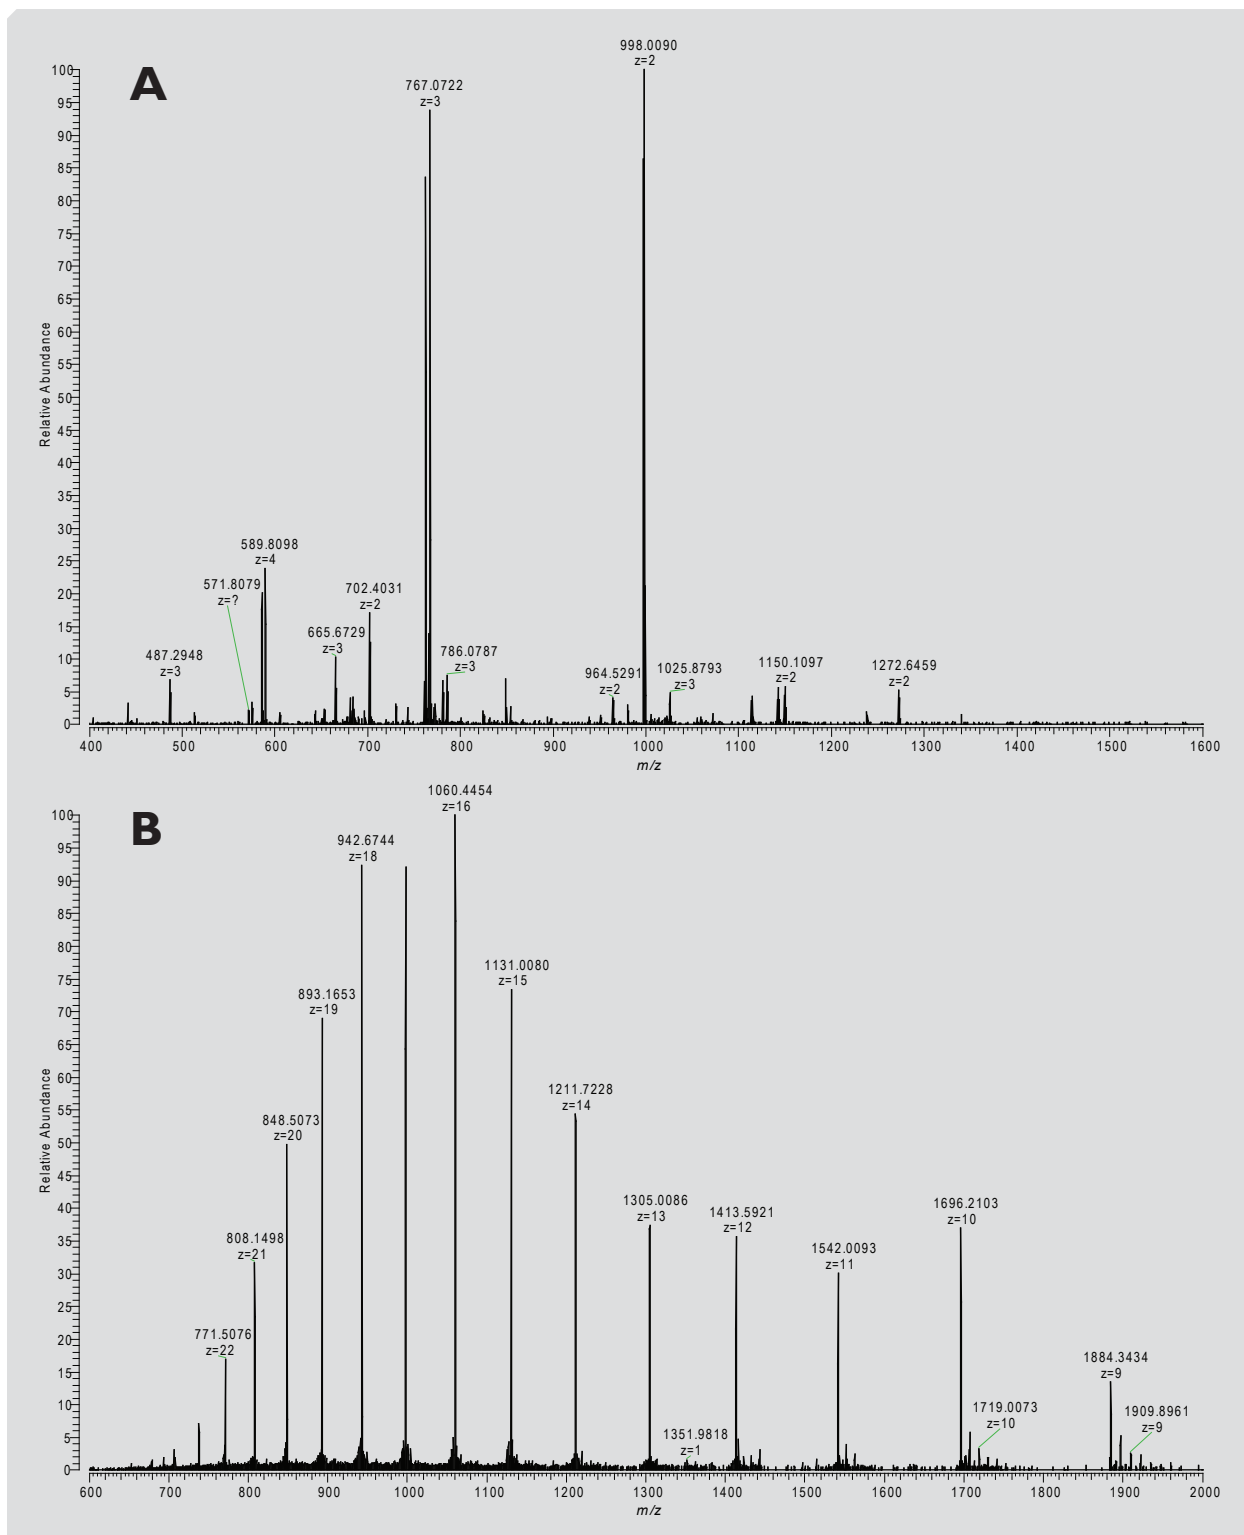 A
998.0090
z=2
767.0722
z=3
589.8098
z=4
571.8079
z=?
702.4031
z=2
665.6729
z=3
487.2948
z=3
786.0787
z=3
964.5291
z=2
1025.8793
z=3
1150.1097
z=2
1272.6459
z=2
100
95
90
85
80
75
70
65
60
55
50
45
40
35
30
25
20
15
10
5
0
Relative Abundance
400 500 600 700 800 900 1000 1100 1200 1300 1400 1500 1600
m/z
B
1060.4454
z=16
942.6744
z=18
893.1653
z=19
848.5073
z=20
808.1498
z=21
771.5076
z=22
1131.0080
z=15
1211.7228
z=14
1305.0086
z=13
1351.9818
z=1
1413.5921
z=12
1542.0093
z=11
1696.2103
z=10
1719.0073
z=10
1884.3434
z=9
1909.8961
z=9
100
95
90
85
80
75
70
65
60
55
50
45
40
35
30
25
20
15
10
5
0
Relative Abundance
600 700 800 900 1000 1100 1200 1300 1400 1500 1600 1700 1800 1900 2000
m/z